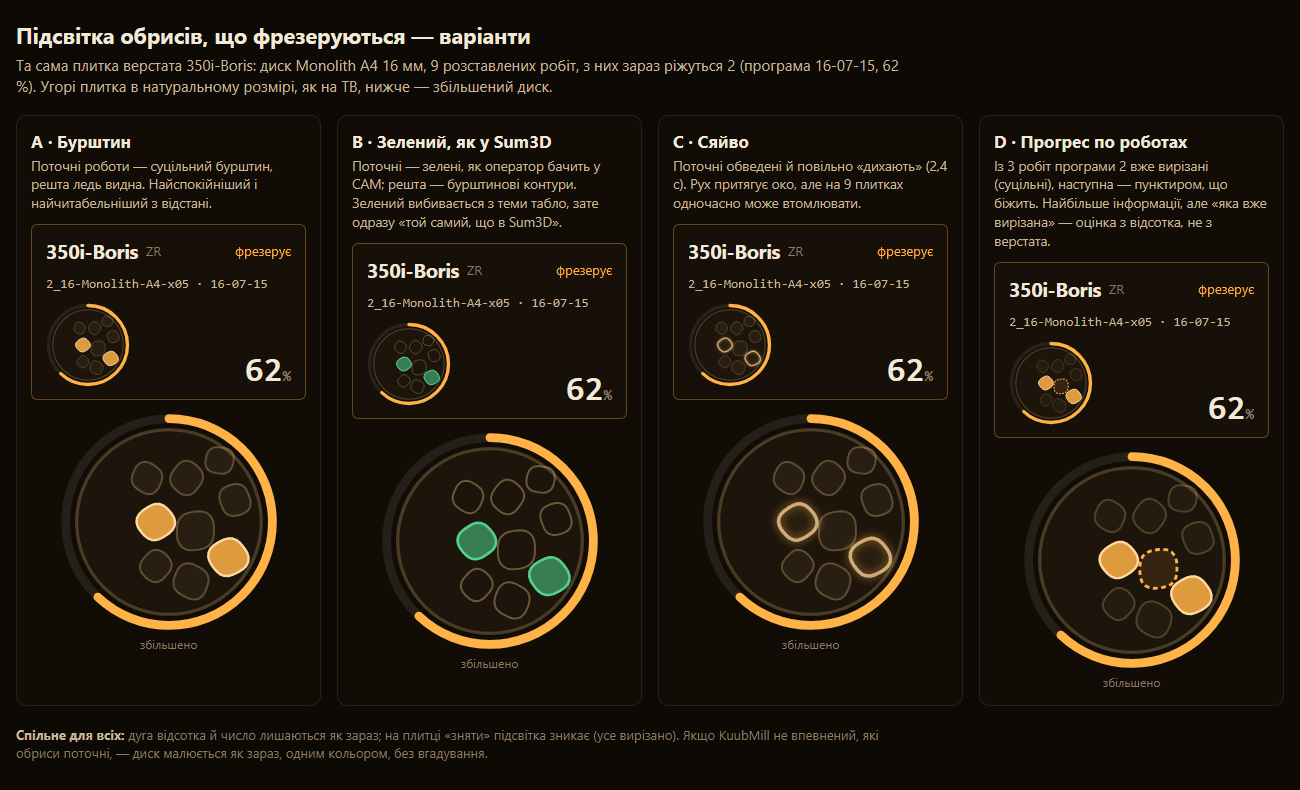 Підсвітка обрисів, що фрезеруються — варіанти
Та сама плитка верстата 350i-Boris: диск Monolith A4 16 мм, 9 розставлених робіт, з них зараз ріжуться 2 (програма 16-07-15, 62
%). Угорі плитка в натуральному розмірі, як на ТВ, нижче — збільшений диск.
A · Бурштин
Поточні роботи — суцільний бурштин,
решта ледь видна. Найспокійніший і
найчитабельніший з відстані.
350i-Boris ZR фрезерує
2_16-Monolith-A4-x05 · 16-07-15
62%
збільшено
B · Зелений, як у Sum3D
Поточні — зелені, як оператор бачить у
CAM; решта — бурштинові контури.
Зелений вибивається з теми табло, зате
одразу «той самий, що в Sum3D».
350i-Boris ZR фрезерує
2_16-Monolith-A4-x05 · 16-07-15
62%
збільшено
C · Сяйво
Поточні обведені й повільно «дихають» (2,4
с). Рух притягує око, але на 9 плитках
одночасно може втомлювати.
350i-Boris ZR фрезерує
2_16-Monolith-A4-x05 · 16-07-15
62%
збільшено
D · Прогрес по роботах
Із 3 робіт програми 2 вже вирізані
(суцільні), наступна — пунктиром, що
біжить. Найбільше інформації, але «яка вже
вирізана» — оцінка з відсотка, не з
верстата.
350i-Boris ZR фрезерує
2_16-Monolith-A4-x05 · 16-07-15
62%
збільшено
Спільне для всіх: дуга відсотка й число лишаються як зараз; на плитці «зняти» підсвітка зникає (усе вирізано). Якщо KuubMill не впевнений, які
обриси поточні, — диск малюється як зараз, одним кольором, без вгадування.